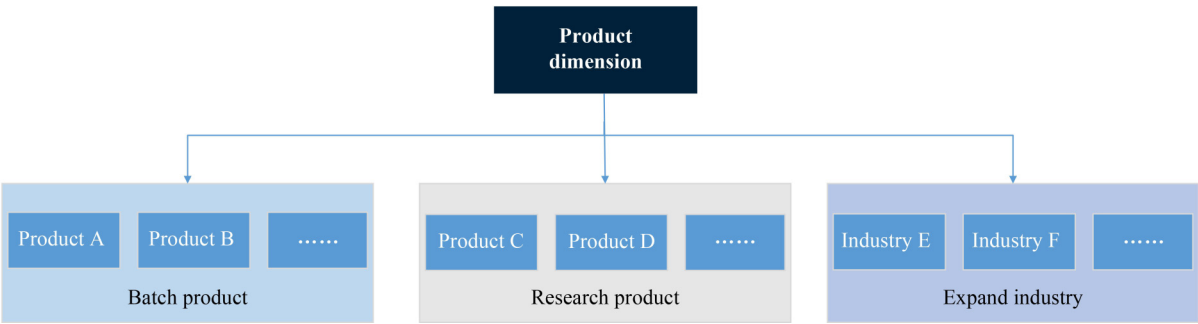 Product
dimension
Product A
Product B
......
Batch product
Product C
Product D
......
Research product
Industry E
Industry F
......
Expand industry